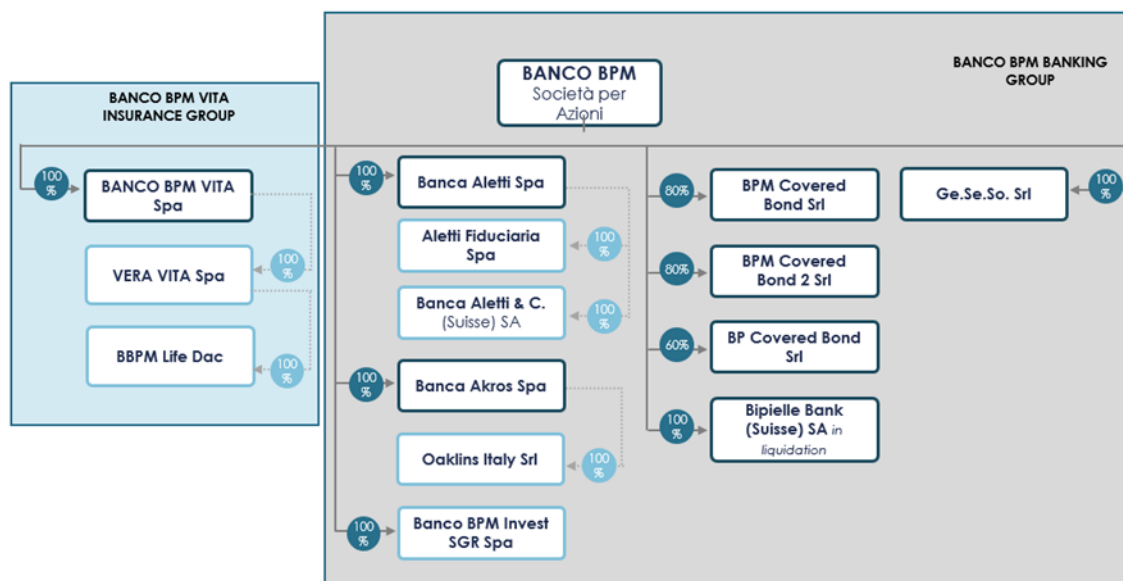 BANCO BPM VITA
INSURANCE GROUP
BANCO BPM
Società per
Azioni
BANCO BPM BANKING
GROUP
100
%
BANCO BPM VITA
Spa
100
%
VERA VITA Spa
100
%
BBPM Life Dac
100
%
Banca Aletti Spa
Aletti Fiduciaria
Spa
100
%
Banca Aletti & C.
(Suisse) SA
100
%
100
%
Banca Akros Spa
Oaklins Italy Srl
100
%
100
%
Banco BPM Invest
SGR Spa
80%
BPM Covered
Bond Srl
80%
BPM Covered
Bond 2 Srl
60%
BP Covered Bond
Srl
100
%
Bipielle Bank
(Suisse) SA in
liquidation
Ge.Se.So. Srl
100
%